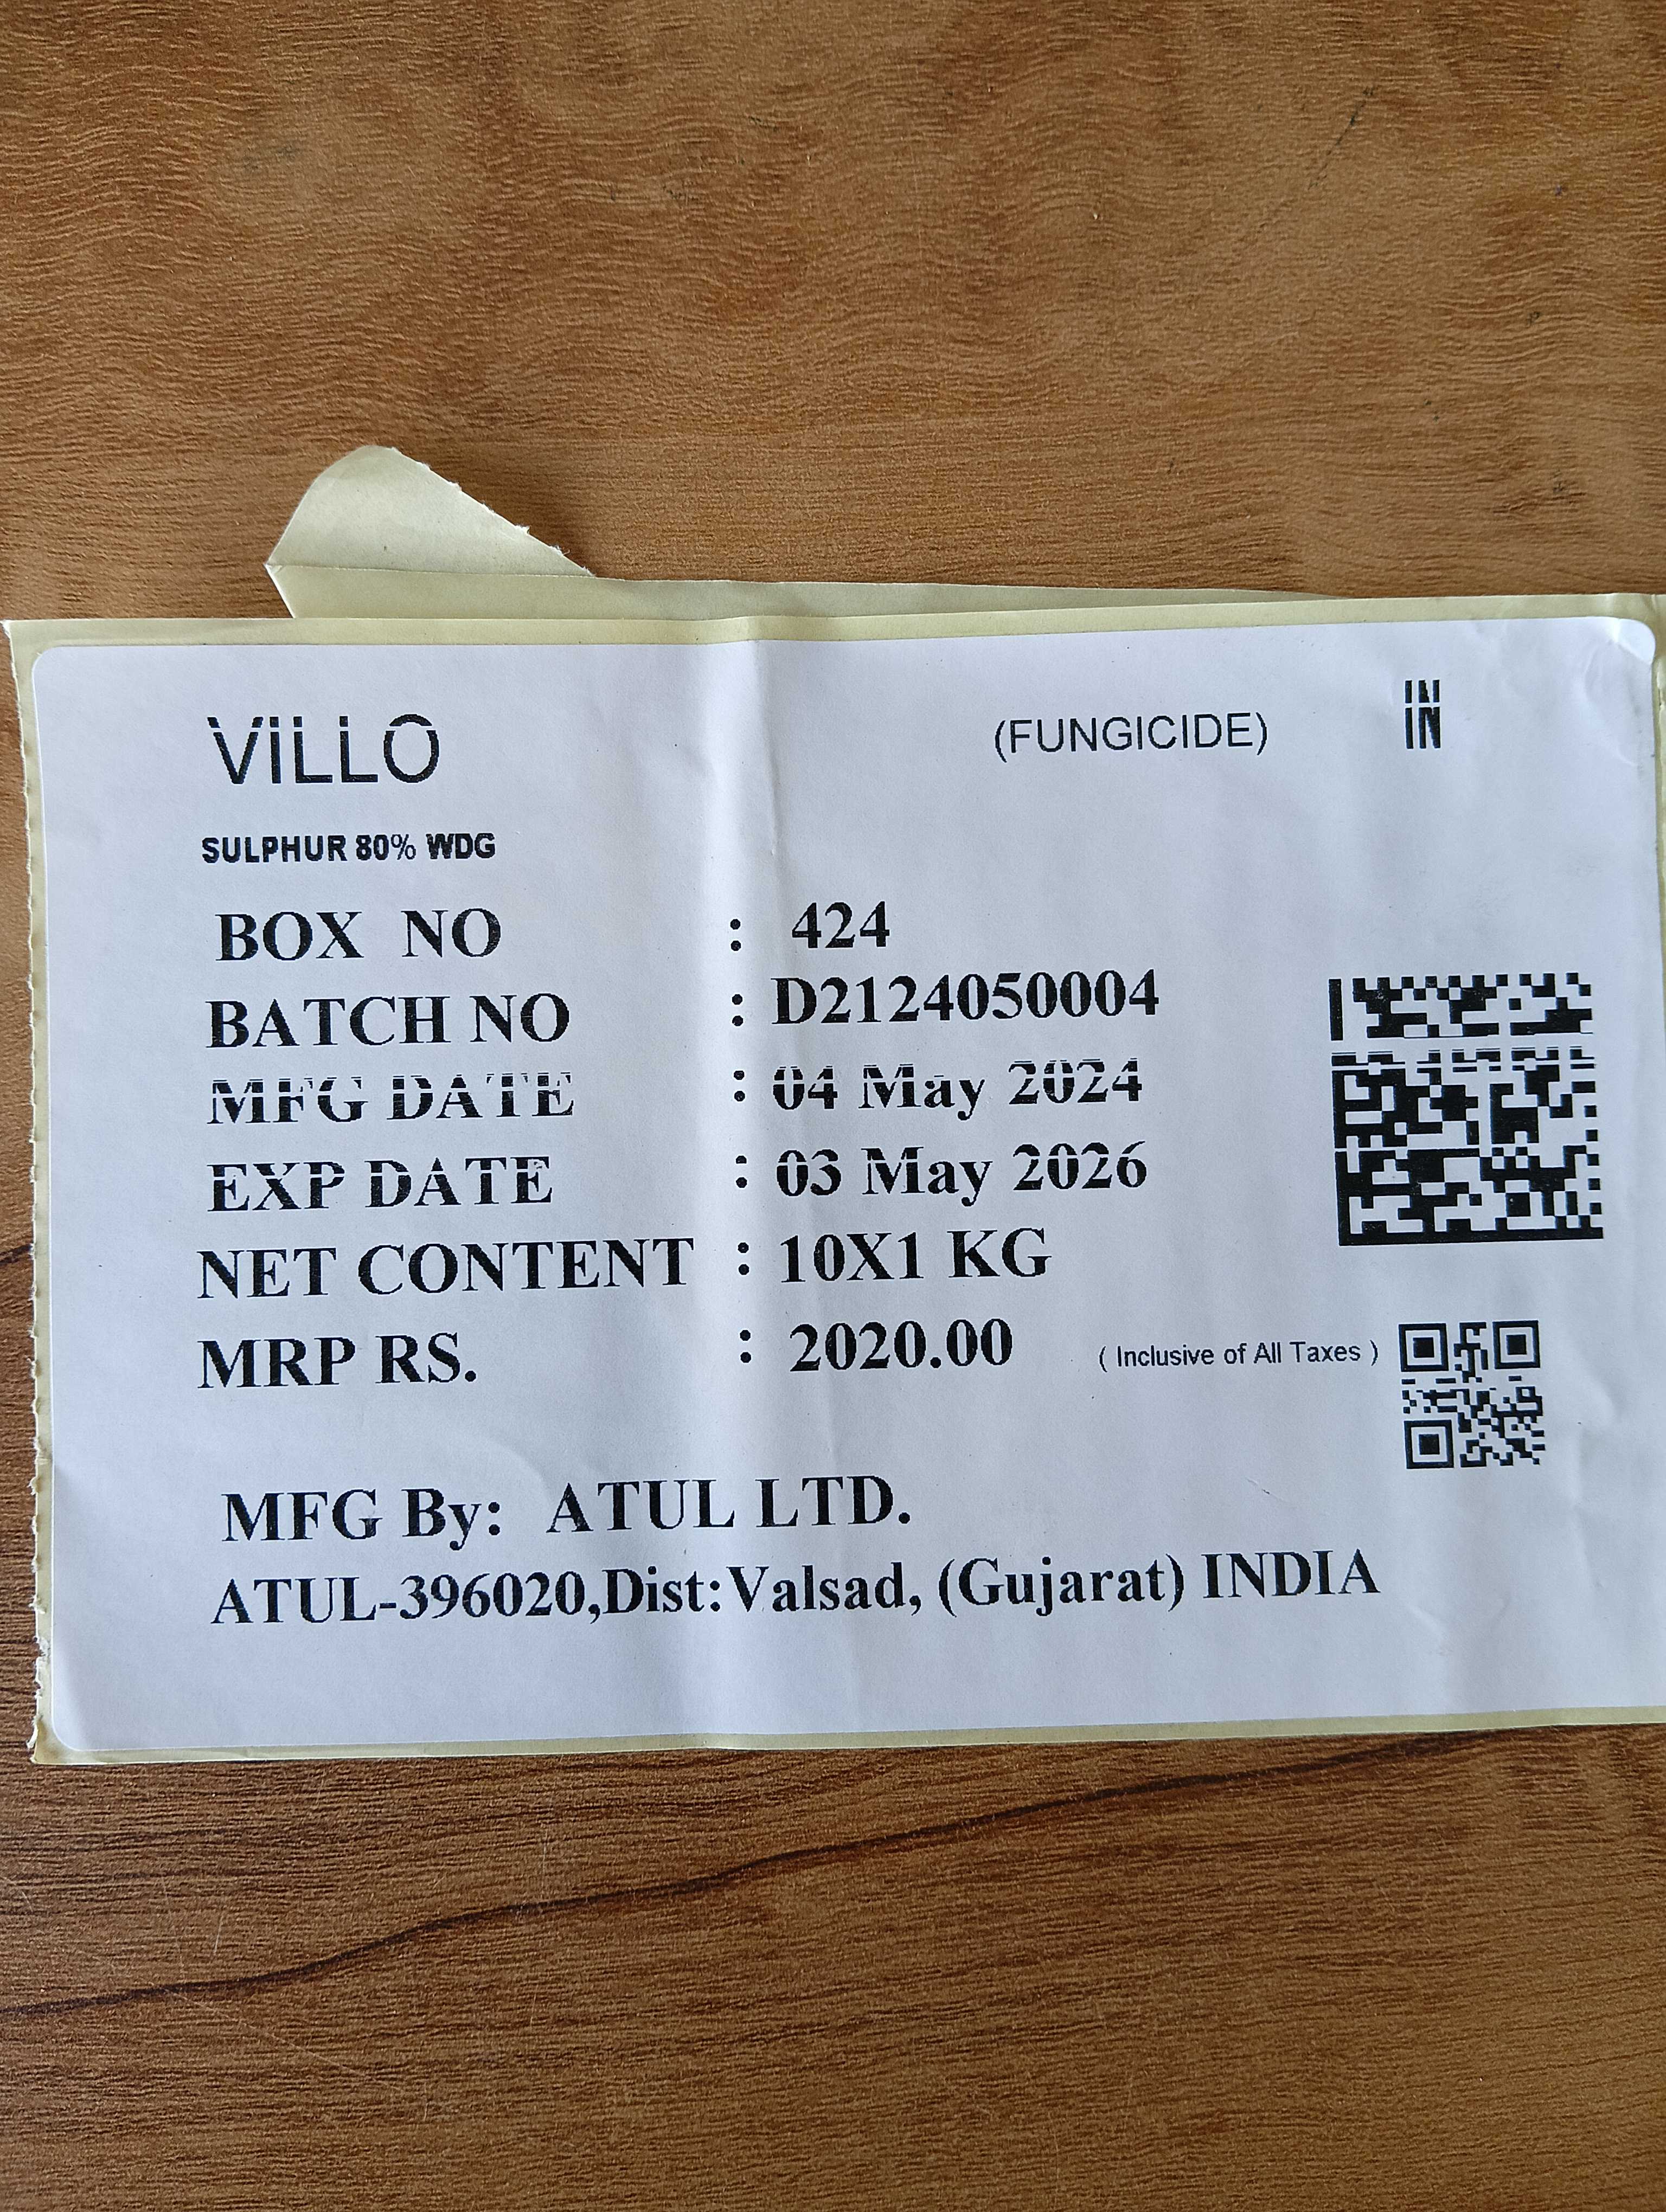 VİLLO (FUNGICIDE) IN
SULPHUR 80% WDG
BOX NO : 424
BATCH NO : D2124050004
MFG DATE : 04 May 2024
EXP DATE : 03 May 2026
NET CONTENT : 10X1 KG
MRP RS. : 2020.00 ( Inclusive of All Taxes )
MFG By: ATUL LTD.
ATUL-396020,Dist:Valsad, (Gujarat) INDIA